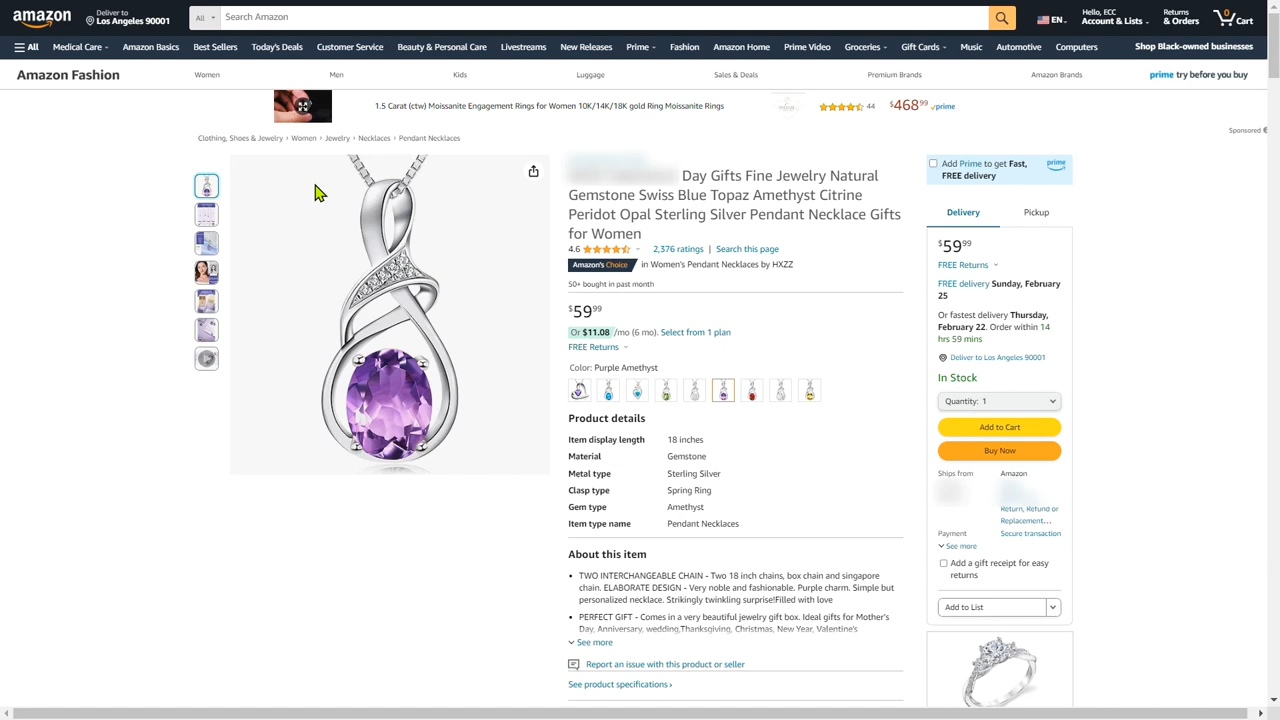 amazon
Deliver to
Los Angeles 90001
All
Search Amazon
EN
Hello, ECC
Account & Lists
Returns
& Orders
0
Cart
All
Medical Care
Amazon Basics
Best Sellers
Today's Deals
Customer Service
Beauty & Personal Care
Livestreams
New Releases
Prime
Fashion
Amazon Home
Prime Video
Groceries
Gift Cards
Music
Automotive
Computers
Shop Black-owned businesses
Amazon Fashion
Women
Men
Kids
Luggage
Sales & Deals
Premium Brands
Amazon Brands
prime try before you buy
1.5 Carat (ctw) Moissanite Engagement Rings for Women 10K/14K/18K gold Ring Moissanite Rings
44
$468⁹⁹
prime
Sponsored
Clothing, Shoes & Jewelry › Women › Jewelry › Necklaces › Pendant Necklaces
Day Gifts Fine Jewelry Natural
Gemstone Swiss Blue Topaz Amethyst Citrine
Peridot Opal Sterling Silver Pendant Necklace Gifts
for Women
4.6
2,376 ratings | Search this page
Amazon's Choice in Women's Pendant Necklaces by HXZZ
50+ bought in past month
$59⁹⁹
Or $11.08 /mo (6 mo). Select from 1 plan
FREE Returns
Color: Purple Amethyst
Product details
Item display length 18 inches
Material Gemstone
Metal type Sterling Silver
Clasp type Spring Ring
Gem type Amethyst
Item type name Pendant Necklaces
About this item
• TWO INTERCHANGEABLE CHAIN - Two 18 inch chains, box chain and singapore
chain. ELABORATE DESIGN - Very noble and fashionable. Purple charm. Simple but
personalized necklace. Strikingly twinkling surprise!Filled with love
• PERFECT GIFT - Comes in a very beautiful jewelry gift box. Ideal gifts for Mother's
Day, Anniversary, wedding,Thanksgiving, Christmas, New Year, Valentine's
See more
Report an issue with this product or seller
See product specifications ›
Add Prime to get Fast,
FREE delivery
prime
Delivery
Pickup
$59⁹⁹
FREE Returns
FREE delivery Sunday, February
25
Or fastest delivery Thursday,
February 22. Order within 14
hrs 59 mins
Deliver to Los Angeles 90001
In Stock
Quantity: 1
Add to Cart
Buy Now
Ships from Amazon
Return, Refund or
Replacement...
Payment Secure transaction
See more
Add a gift receipt for easy
returns
Add to List